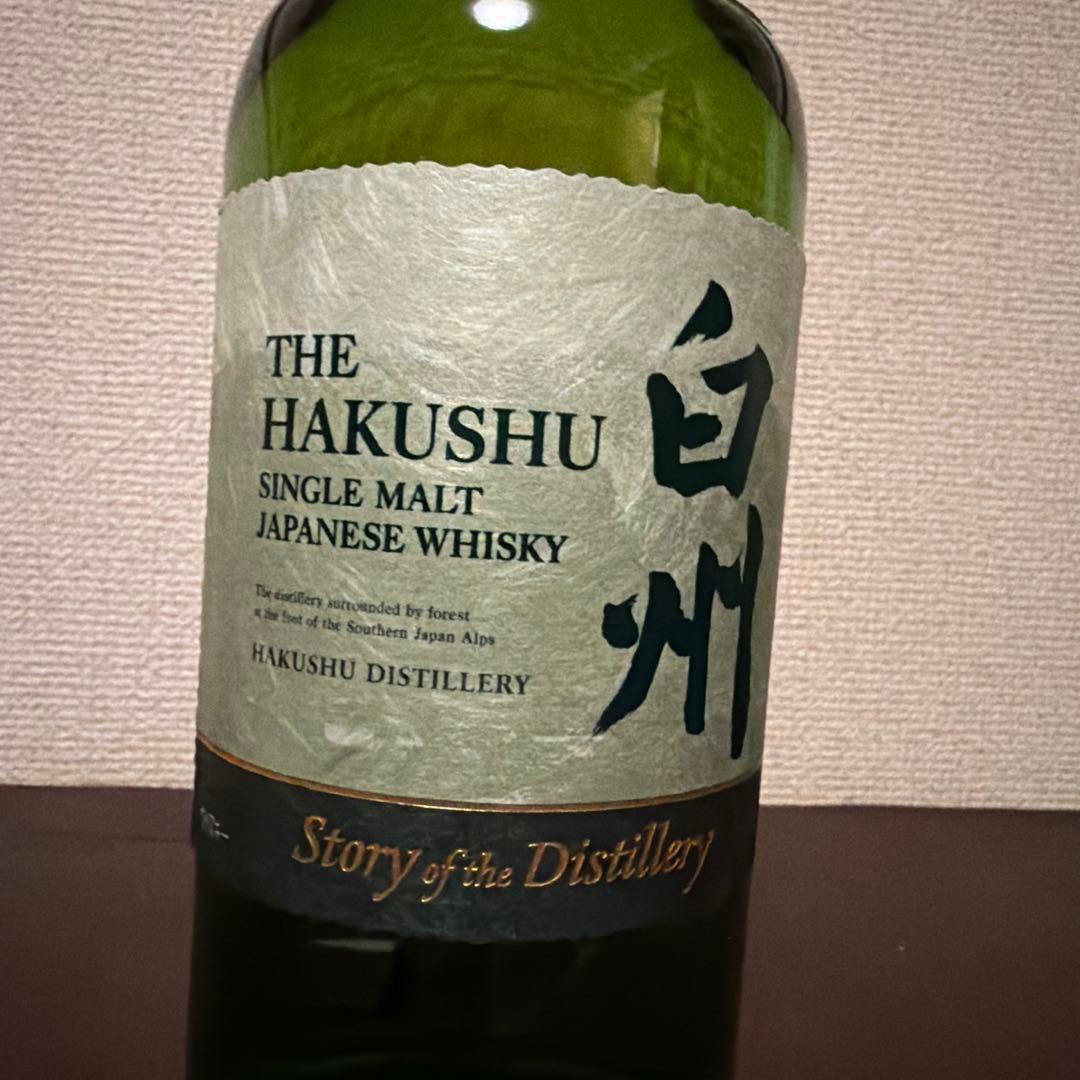 THE
HAKUSHU
SINGLE MALT
JAPANESE WHISKY
The distillery surrounded by forest
at the foot of the Southern Japan Alps
HAKUSHU DISTILLERY
白州
Story of the Distillery